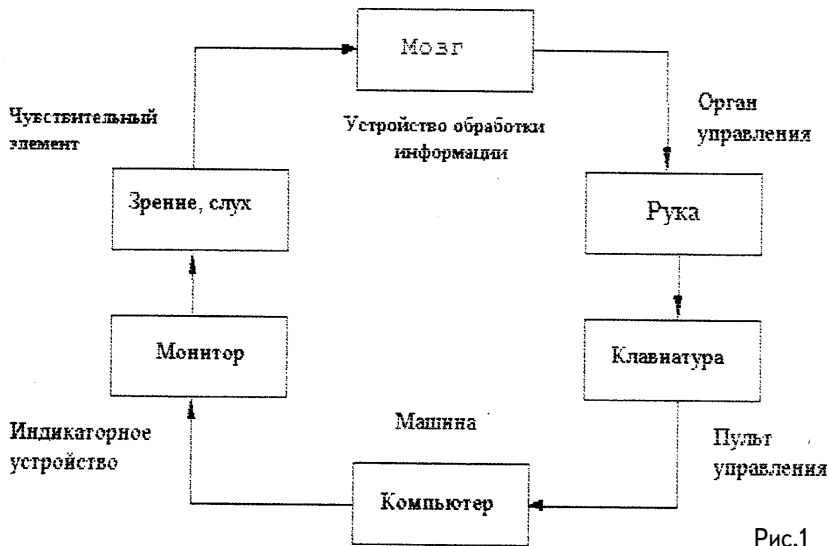 Мозг
Чувствительный
элемент
Устройство обработки
информации
Орган
управления
Зрение, слух
Рука
Монитор
Клавиатура
Индикаторное
устройство
Машина
Пульт
управления
Компьютер
Рис.1